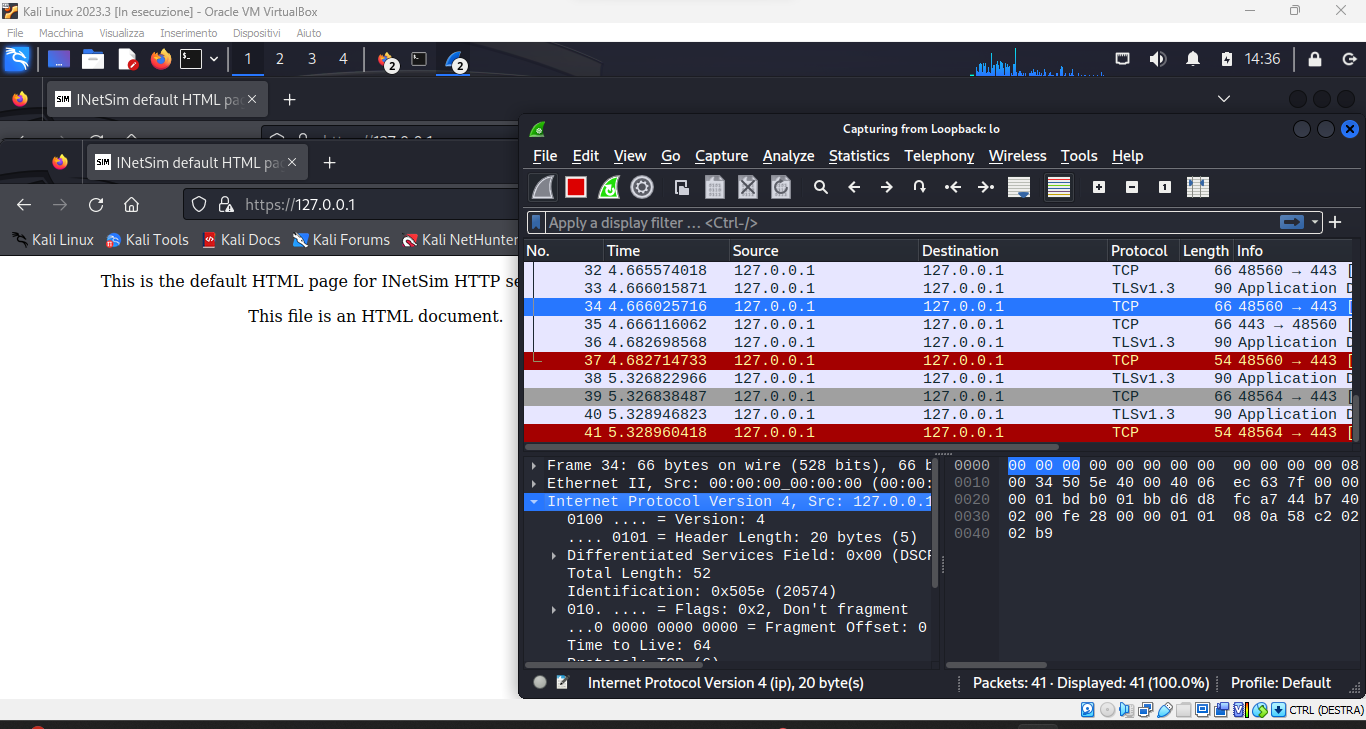 Kali Linux 2023.3 [In esecuzione] - Oracle VM VirtualBox
File Macchina Visualizza Inserimento Dispositivi Aiuto
1 2 3 4 2 2 14:36
SIM INetSim default HTML pa
Capturing from Loopback: lo
SIM INetSim default HTML pa
File Edit View Go Capture Analyze Statistics Telephony Wireless Tools Help
https://127.0.0.1
Apply a display filter ... <Ctrl-/>
Kali Linux Kali Tools Kali Docs Kali Forums Kali NetHunter
No. Time Source Destination Protocol Length Info
This is the default HTML page for INetSim HTTP se
This file is an HTML document.
32 4.665574018 127.0.0.1 127.0.0.1 TCP 66 48560 → 443 [
33 4.666015871 127.0.0.1 127.0.0.1 TLSv1.3 90 Application D
34 4.666025716 127.0.0.1 127.0.0.1 TCP 66 48560 → 443 [
35 4.666116062 127.0.0.1 127.0.0.1 TCP 66 443 → 48560 [
36 4.682698568 127.0.0.1 127.0.0.1 TLSv1.3 90 Application D
37 4.682714733 127.0.0.1 127.0.0.1 TCP 54 48560 → 443 [
38 5.326822966 127.0.0.1 127.0.0.1 TLSv1.3 90 Application D
39 5.326838487 127.0.0.1 127.0.0.1 TCP 66 48564 → 443 [
40 5.328946823 127.0.0.1 127.0.0.1 TLSv1.3 90 Application D
41 5.328960418 127.0.0.1 127.0.0.1 TCP 54 48564 → 443 [
Frame 34: 66 bytes on wire (528 bits), 66 b
Ethernet II, Src: 00:00:00_00:00:00 (00:00:
Internet Protocol Version 4, Src: 127.0.0.1
0100 .... = Version: 4
.... 0101 = Header Length: 20 bytes (5)
Differentiated Services Field: 0x00 (DSCP
Total Length: 52
Identification: 0x505e (20574)
010. .... = Flags: 0x2, Don't fragment
...0 0000 0000 0000 = Fragment Offset: 0
Time to Live: 64
Protocol: TCP (6)
0000 00 00 00 00 00 00 00 00 00 00 00 00 08
0010 00 34 50 5e 40 00 40 06 ec 63 7f 00 00
0020 00 01 bd b0 01 bb d6 d8 fc a7 44 b7 40
0030 02 00 fe 28 00 00 01 01 08 0a 58 c2 02
0040 02 b9
Internet Protocol Version 4 (ip), 20 byte(s)
Packets: 41 · Displayed: 41 (100.0%)
Profile: Default
CTRL (DESTRA)